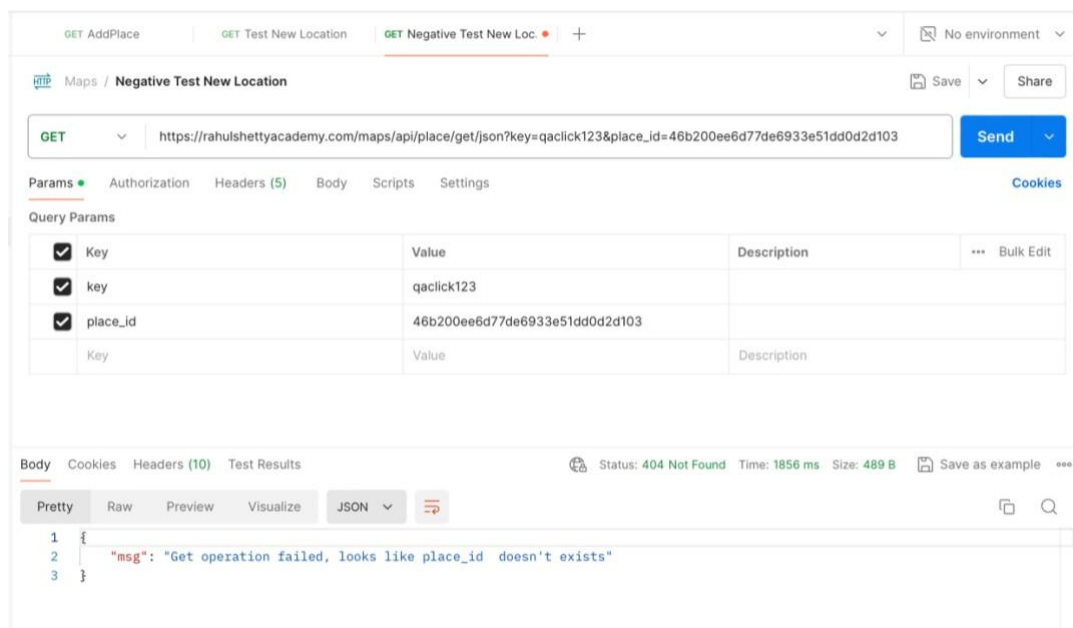 GET AddPlace GET Test New Location GET Negative Test New Loc. No environment
HTTP Maps / Negative Test New Location Save Share
GET https://rahulshettyacademy.com/maps/api/place/get/json?key=qaclick123&place_id=46b200ee6d77de6933e51dd0d2d103 Send
Params Authorization Headers (5) Body Scripts Settings Cookies
Query Params
Key Value Description ... Bulk Edit
key qaclick123
place_id 46b200ee6d77de6933e51dd0d2d103
Key Value Description
Body Cookies Headers (10) Test Results Status: 404 Not Found Time: 1856 ms Size: 489 B Save as example
Pretty Raw Preview Visualize JSON
1 {
2 "msg": "Get operation failed, looks like place_id  doesn't exists"
3 }